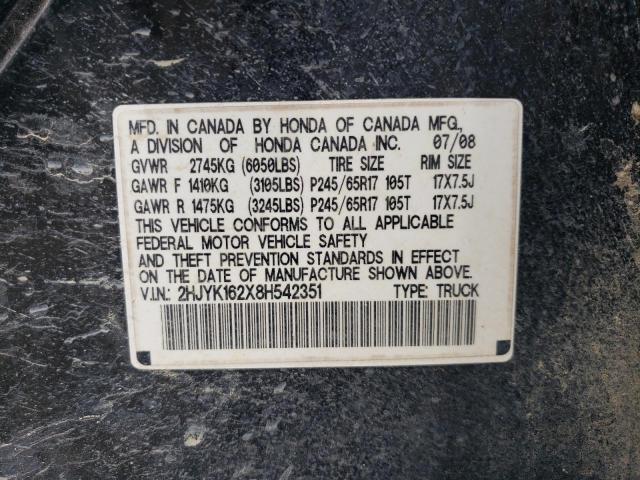 MFD. IN CANADA BY HONDA OF CANADA MFG.,
A DIVISION OF HONDA CANADA INC. 07/08
GVWR 2745KG (6050LBS) TIRE SIZE RIM SIZE
GAWR F 1410KG (3105LBS) P245/65R17 105T 17X7.5J
GAWR R 1475KG (3245LBS) P245/65R17 105T 17X7.5J
THIS VEHICLE CONFORMS TO ALL APPLICABLE
FEDERAL MOTOR VEHICLE SAFETY
AND THEFT PREVENTION STANDARDS IN EFFECT
ON THE DATE OF MANUFACTURE SHOWN ABOVE.
V.I.N.: 2HJYK162X8H542351 TYPE: TRUCK